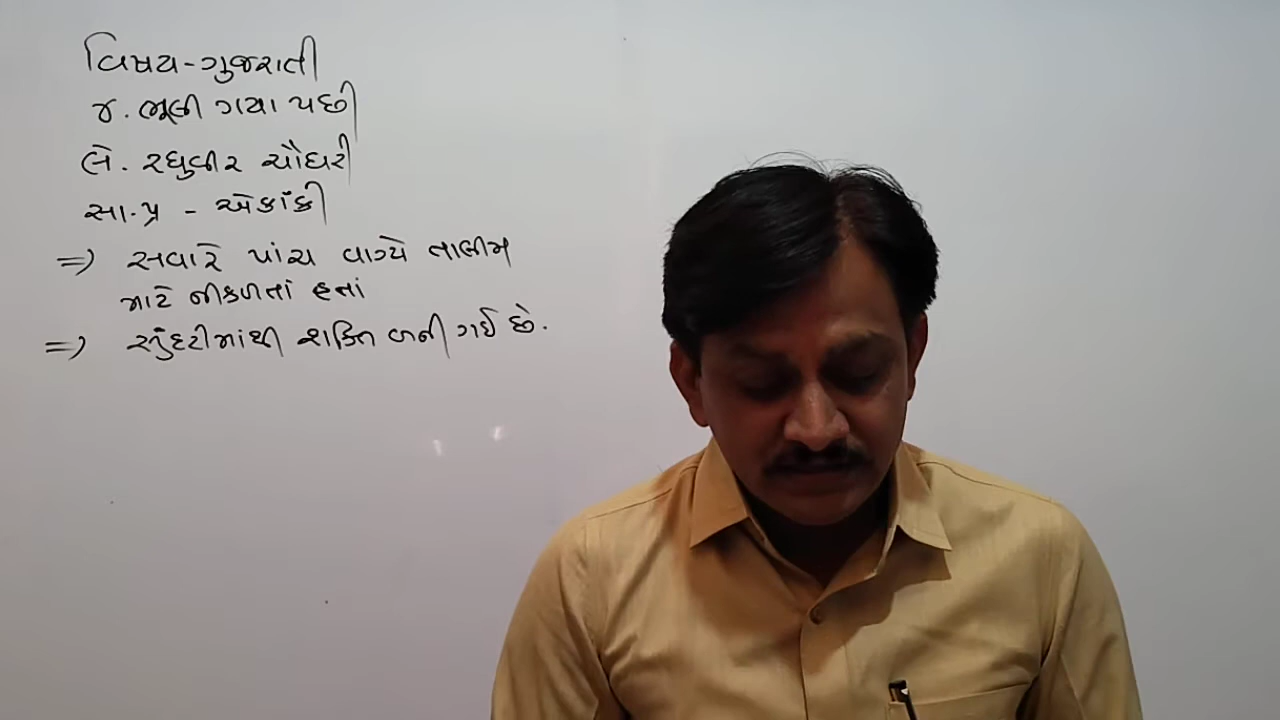 વિષય-ગુજરાતી
૪. ભૂલી ગયા પછી
લે. રઘુવીર ચૌધરી
સા.પ્ર - એકાંકી
=> સવારે પાંચ વાગ્યે તાલીમ
માટે નીકળતાં હતાં
=> સુંદરીમાંથી શક્તિ બની ગઈ છે.